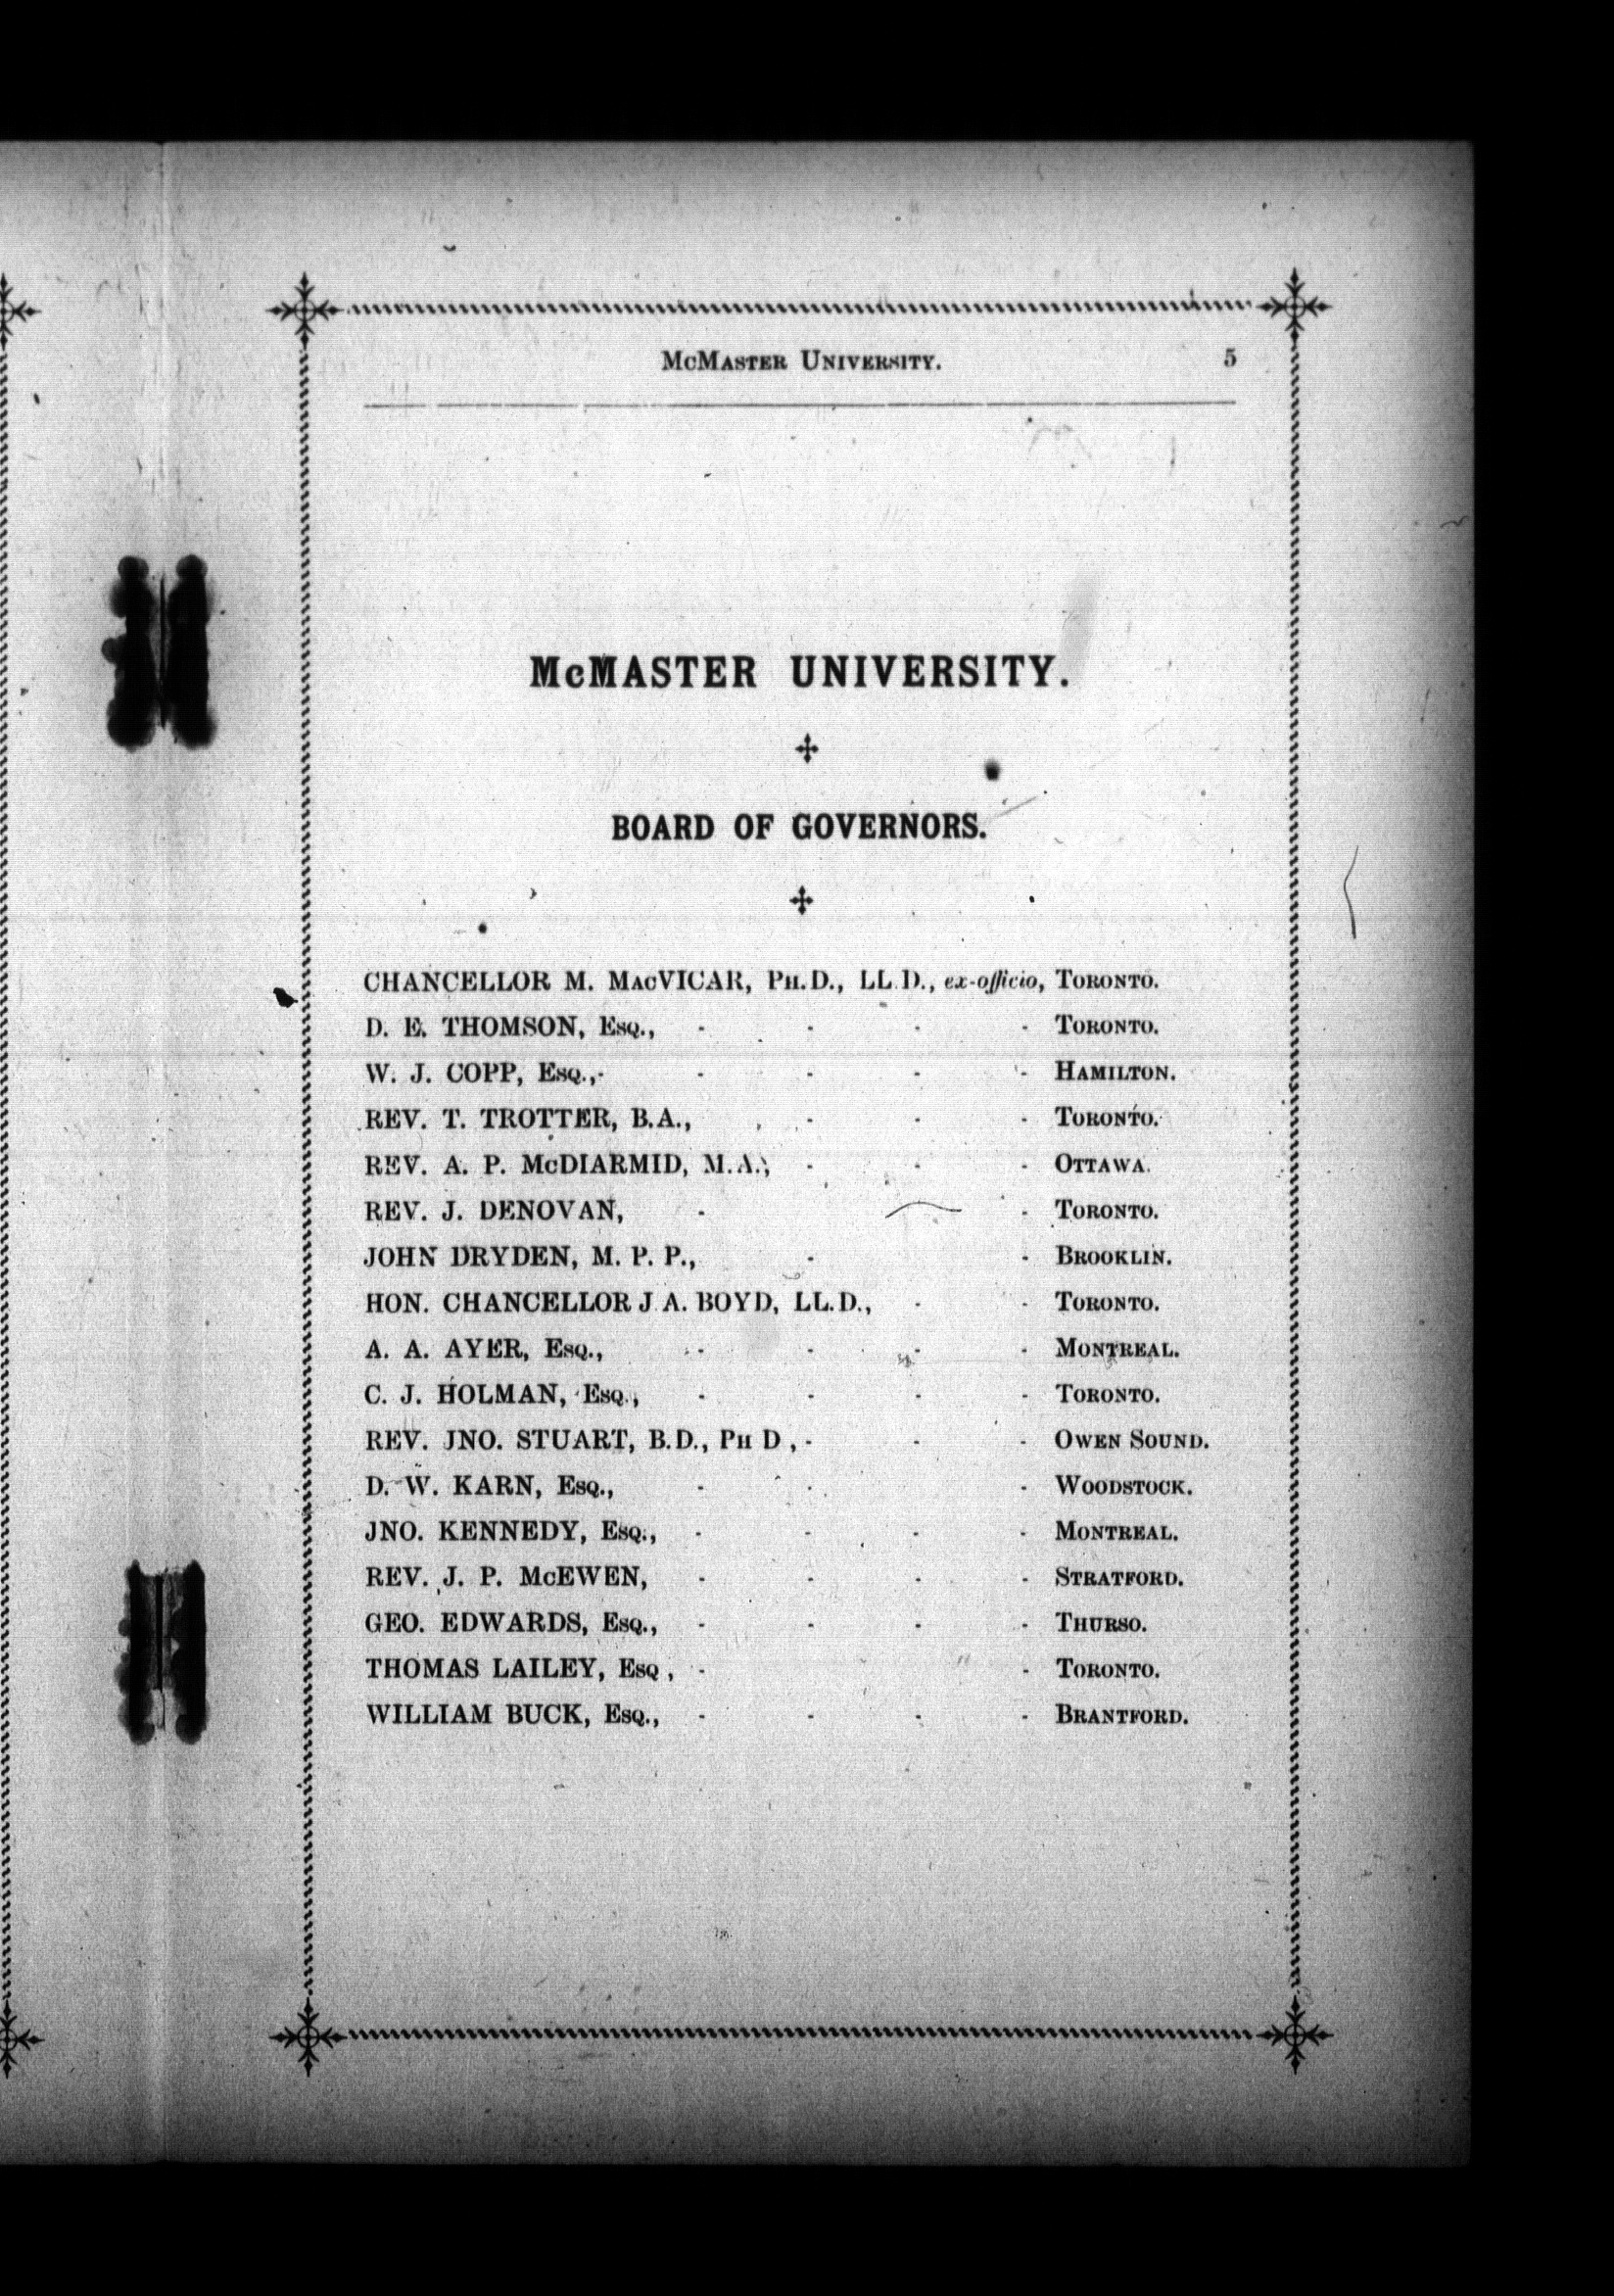 McMaster University. 5
McMASTER UNIVERSITY.
BOARD OF GOVERNORS.
CHANCELLOR M. MacVICAR, Ph.D., LL.D., ex-officio, Toronto.
D. E. THOMSON, Esq., - - - - Toronto.
W. J. COPP, Esq.,- - - - - Hamilton.
REV. T. TROTTER, B.A., - - - Toronto.
REV. A. P. McDIARMID, M.A., - - - Ottawa.
REV. J. DENOVAN, - - Toronto.
JOHN DRYDEN, M. P. P., - - Brooklin.
HON. CHANCELLOR J A. BOYD, LL.D., - - Toronto.
A. A. AYER, Esq., - - - - Montreal.
C. J. HOLMAN, Esq., - - - - Toronto.
REV. JNO. STUART, B.D., Ph D , - - - Owen Sound.
D. W. KARN, Esq., - - - Woodstock.
JNO. KENNEDY, Esq., - - - - Montreal.
REV. J. P. McEWEN, - - - - Stratford.
GEO. EDWARDS, Esq., - - - - Thurso.
THOMAS LAILEY, Esq , - - Toronto.
WILLIAM BUCK, Esq., - - - - Brantford.